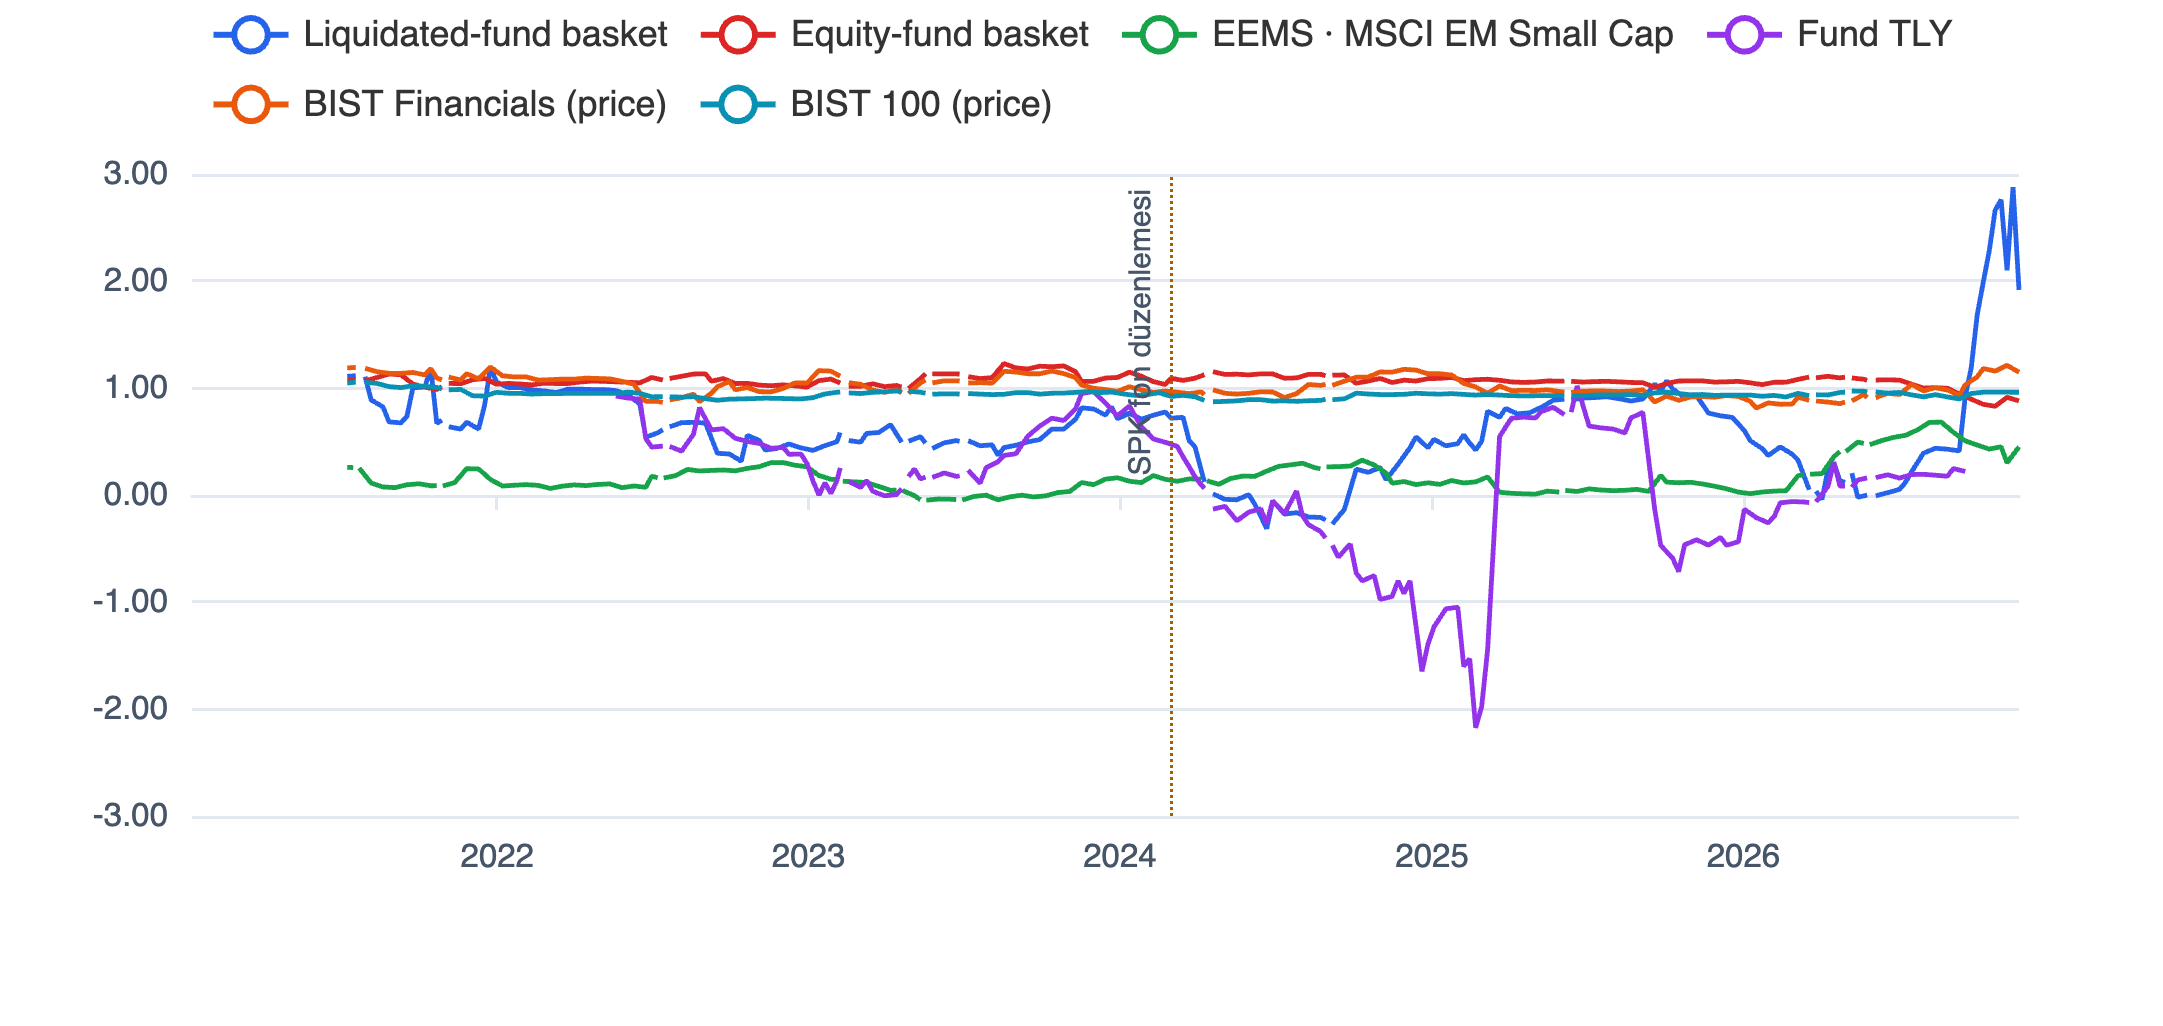 Liquidated-fund basket Equity-fund basket EEMS · MSCI EM Small Cap Fund TLY
BIST Financials (price) BIST 100 (price)
3.00
2.00
1.00
0.00
-1.00
-2.00
-3.00
SPK fon düzenlemesi
2022 2023 2024 2025 2026